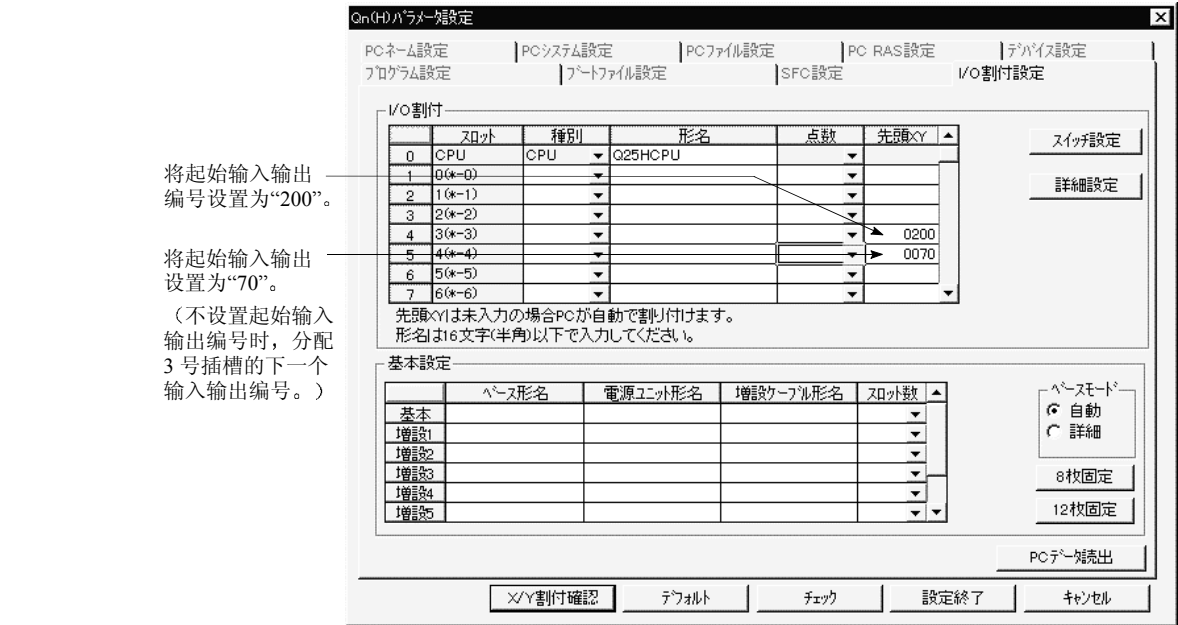 Qn(H)パラメータ設定
PCネーム設定 PCシステム設定 PCファイル設定 PC RAS設定 デバイス設定
プログラム設定 ブートファイル設定 SFC設定 I/O割付設定
I/O割付
スロット 種別 形名 点数 先頭XY
0 CPU CPU Q25HCPU
1 0(*-0)
2 1(*-1)
3 2(*-2)
4 3(*-3) 0200
5 4(*-4) 0070
6 5(*-5)
7 6(*-6)
スイッチ設定
詳細設定
将起始输入输出
编号设置为“200”。
将起始输入输出
设置为“70”。
（不设置起始输入
输出编号时，分配
3 号插槽的下一个
输入输出编号。）
先頭XYは未入力の場合PCが自動で割り付けます。
形名は16文字(半角)以下で入力してください。
基本設定
ベース形名 電源ユニット形名 増設ケーブル形名 スロット数
基本
増設1
増設2
増設3
増設4
増設5
ベースモード
自動
詳細
8枚固定
12枚固定
PCデータ読出
X/Y割付確認 デフォルト チェック 設定終了 キャンセル